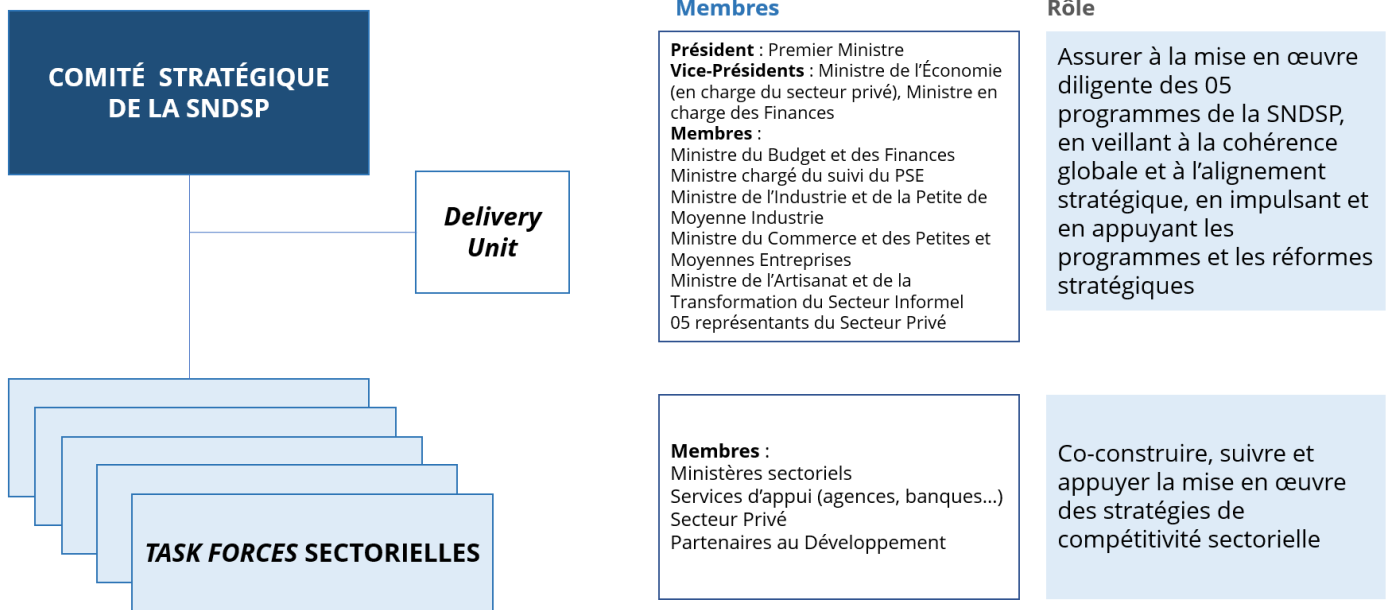 Membres
Rôle
COMITÉ STRATÉGIQUE
DE LA SNDSP
Delivery
Unit
Président : Premier Ministre
Vice-Présidents : Ministre de l’Économie
(en charge du secteur privé), Ministre en
charge des Finances
Membres :
Ministre du Budget et des Finances
Ministre chargé du suivi du PSE
Ministre de l’Industrie et de la Petite de
Moyenne Industrie
Ministre du Commerce et des Petites et
Moyennes Entreprises
Ministre de l’Artisanat et de la
Transformation du Secteur Informel
05 représentants du Secteur Privé
Assurer à la mise en œuvre
diligente des 05
programmes de la SNDSP,
en veillant à la cohérence
globale et à l’alignement
stratégique, en impulsant et
en appuyant les
programmes et les réformes
stratégiques
TASK FORCES SECTORIELLES
Membres :
Ministères sectoriels
Services d’appui (agences, banques...)
Secteur Privé
Partenaires au Développement
Co-construire, suivre et
appuyer la mise en œuvre
des stratégies de
compétitivité sectorielle